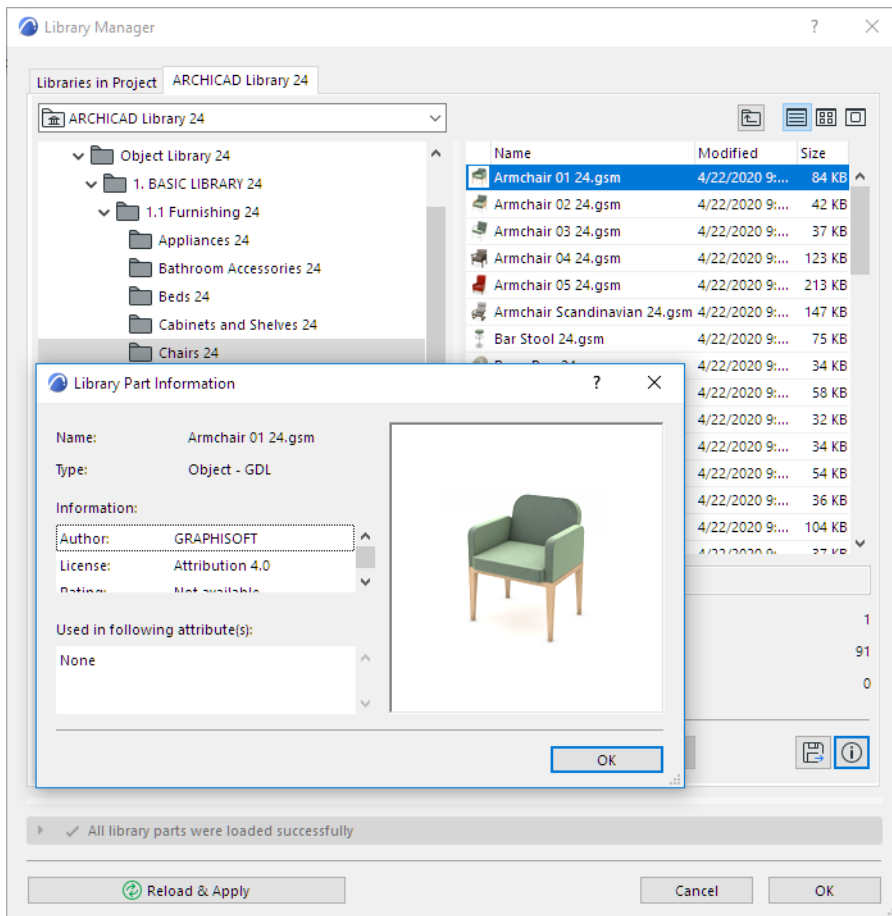 Library Manager
?
Libraries in Project
ARCHICAD Library 24
ARCHICAD Library 24
Object Library 24
1. BASIC LIBRARY 24
1.1 Furnishing 24
Appliances 24
Bathroom Accessories 24
Beds 24
Cabinets and Shelves 24
Chairs 24
Name Modified Size
Armchair 01 24.gsm 4/22/2020 9:... 84 KB
Armchair 02 24.gsm 4/22/2020 9:... 42 KB
Armchair 03 24.gsm 4/22/2020 9:... 37 KB
Armchair 04 24.gsm 4/22/2020 9:... 123 KB
Armchair 05 24.gsm 4/22/2020 9:... 213 KB
Armchair Scandinavian 24.gsm 4/22/2020 9:... 147 KB
Bar Stool 24.gsm 4/22/2020 9:... 75 KB
4/22/2020 9:... 34 KB
4/22/2020 9:... 58 KB
4/22/2020 9:... 32 KB
4/22/2020 9:... 34 KB
4/22/2020 9:... 54 KB
4/22/2020 9:... 36 KB
4/22/2020 9:... 104 KB
4/22/2020 9:... 37 KB
1
91
0
Library Part Information
?
Name: Armchair 01 24.gsm
Type: Object - GDL
Information:
Author: GRAPHISOFT
License: Attribution 4.0
Rating: Not available
Used in following attribute(s):
None
OK
All library parts were loaded successfully
Reload & Apply
Cancel
OK